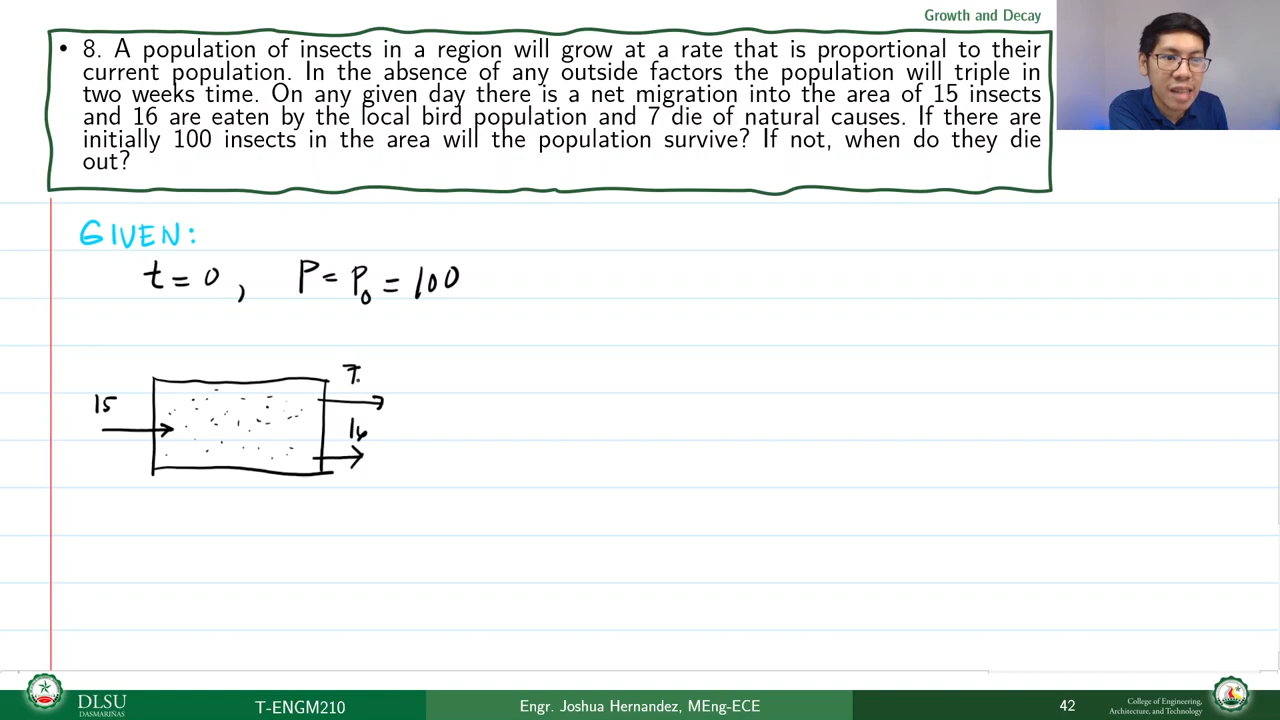 Growth and Decay
• 8. A population of insects in a region will grow at a rate that is proportional to their
current population. In the absence of any outside factors the population will triple in
two weeks time. On any given day there is a net migration into the area of 15 insects
and 16 are eaten by the local bird population and 7 die of natural causes. If there are
initially 100 insects in the area will the population survive? If not, when do they die
out?
GIVEN:
t = 0, P = P₀ = 100
7
15
16
DLSU
DASMARIÑAS
T-ENGM210
Engr. Joshua Hernandez, MEng-ECE
42
College of Engineering,
Architecture, and Technology